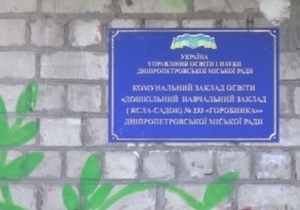 УКРАЇНА
УПРАВЛІННЯ ОСВІТИ І НАУКИ
ДНІПРОПЕТРОВСЬКОЇ МІСЬКОЇ РАДИ
КОМУНАЛЬНИЙ ЗАКЛАД ОСВІТИ
«ДОШКІЛЬНИЙ НАВЧАЛЬНИЙ ЗАКЛАД
( ЯСЛА-САДОК) № 233 «ГОРОБИНКА»»
ДНІПРОПЕТРОВСЬКОЇ МІСЬКОЇ РАДИ